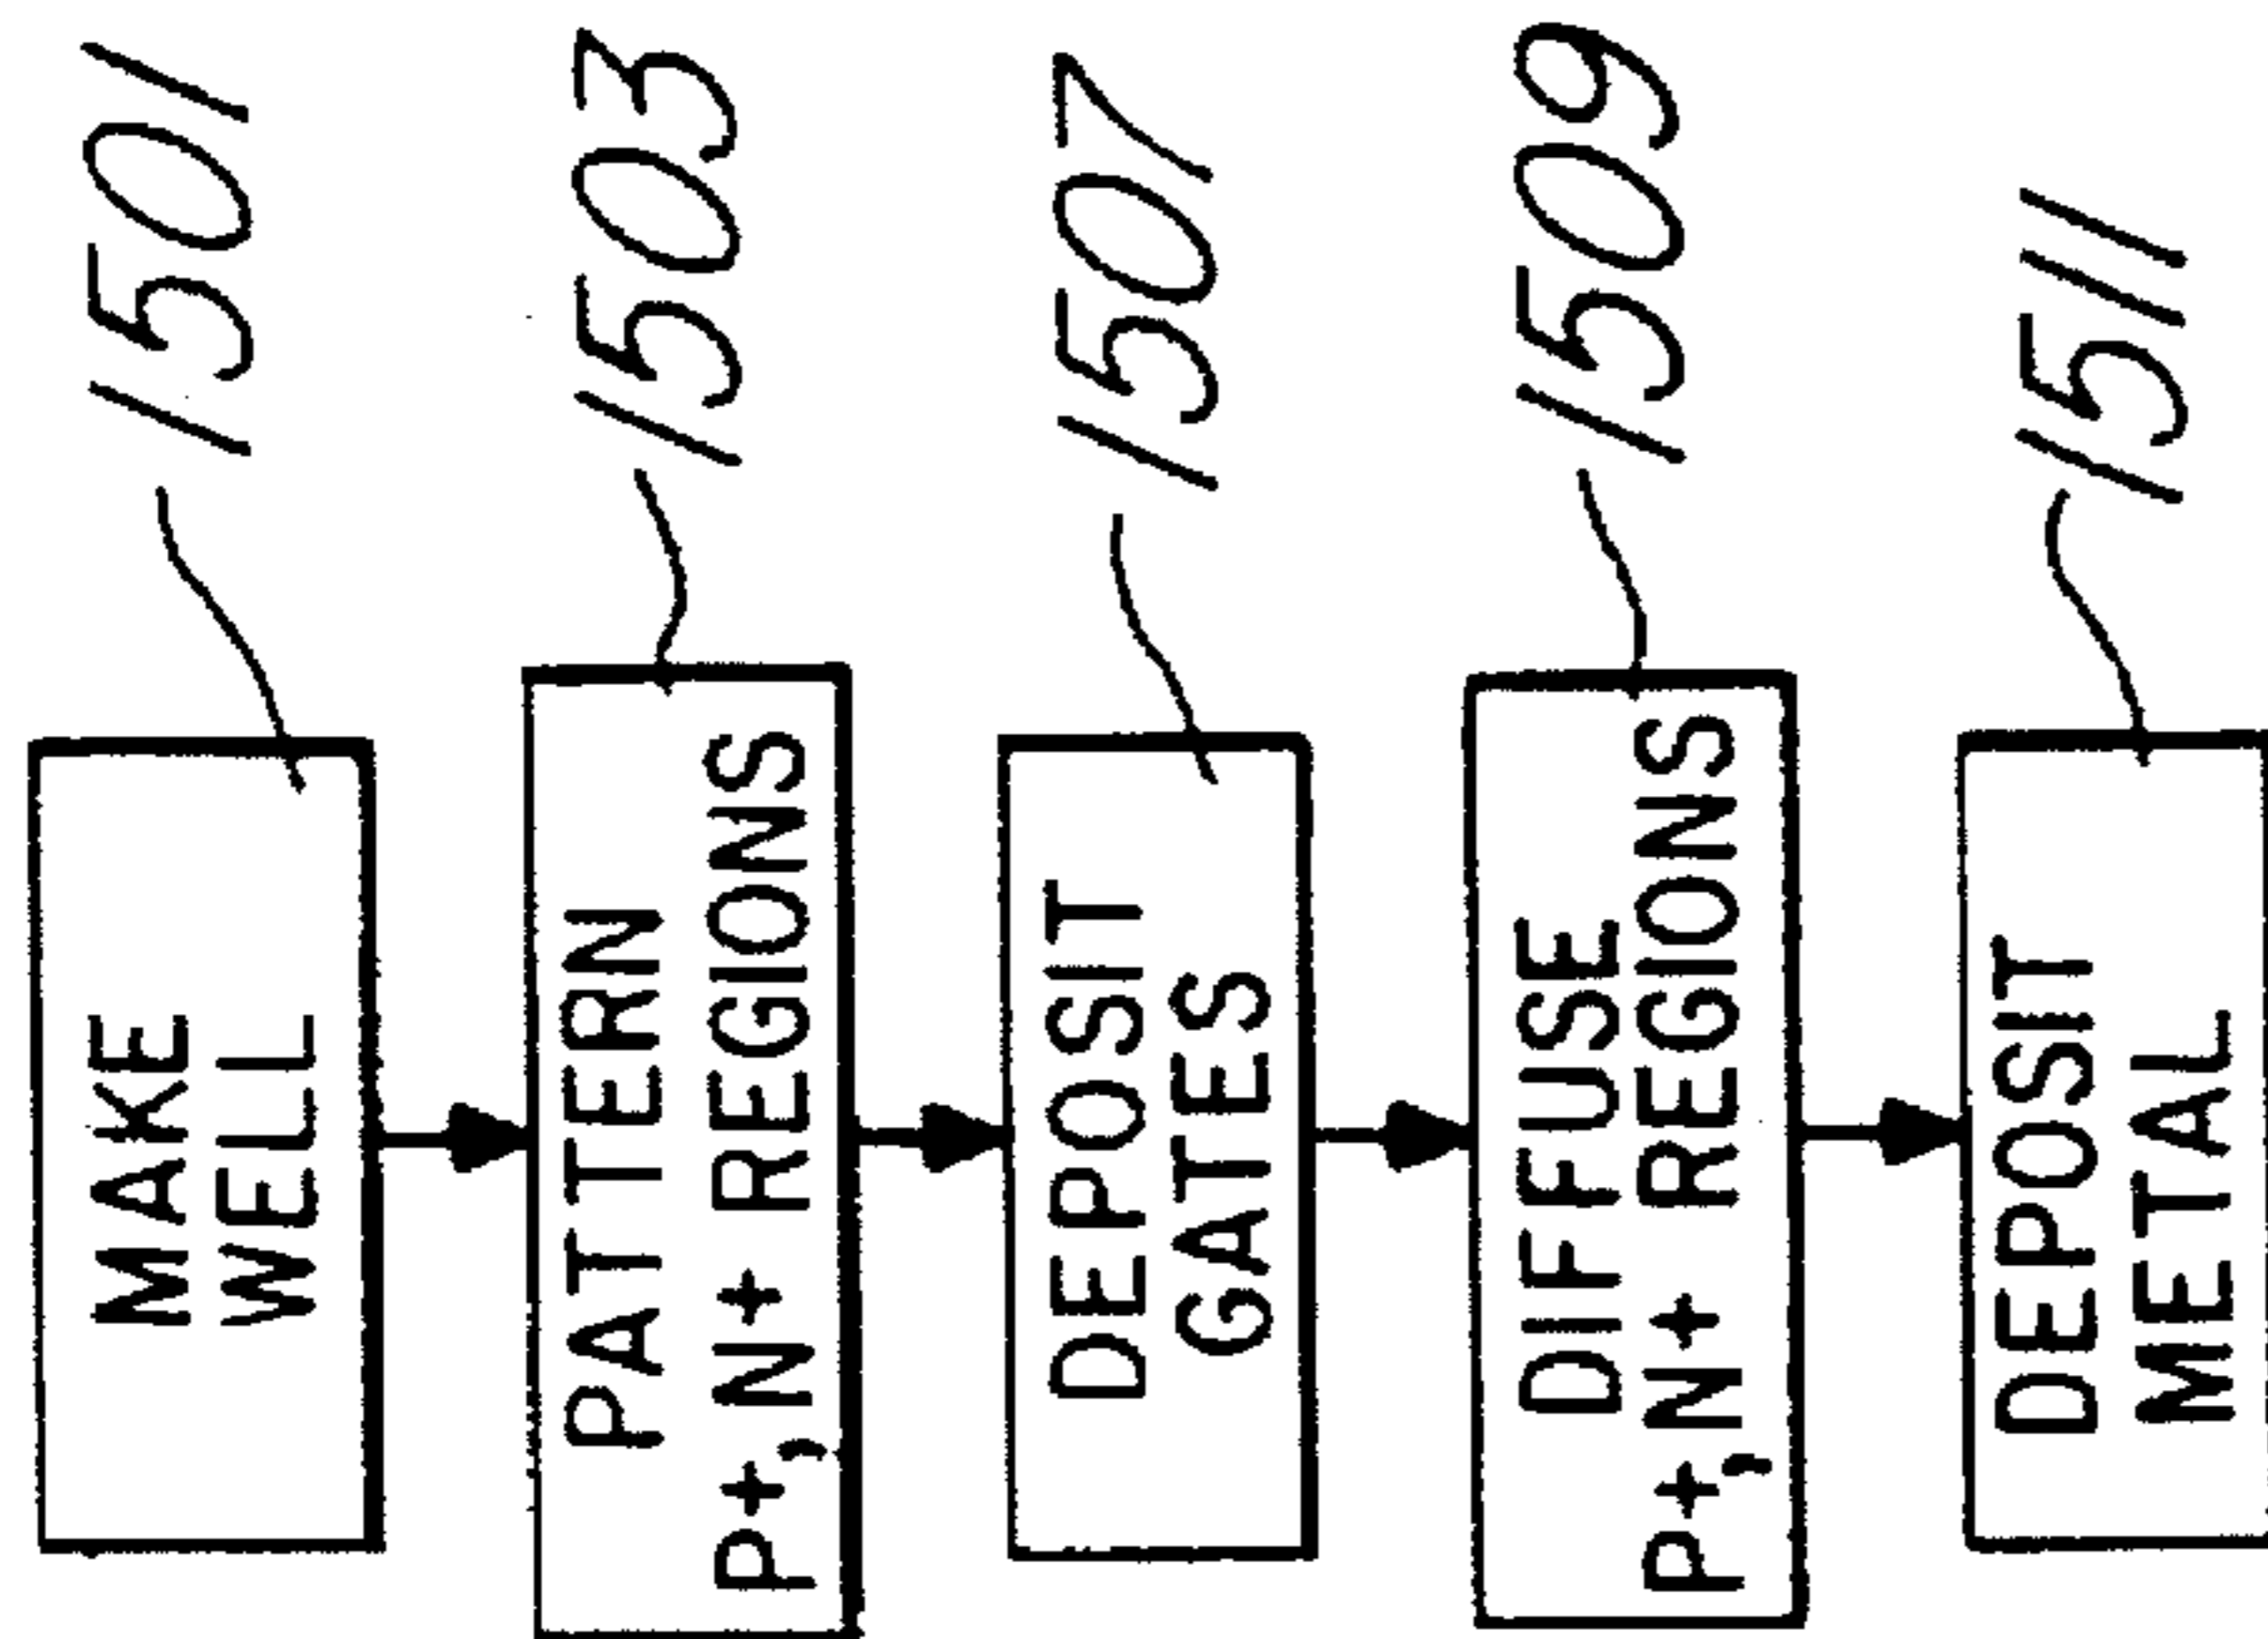 1501
MAKE
WELL
1503
PATTERN
P+, N+ REGIONS
1507
DEPOSIT
GATES
1509
DIFFUSE
P+, N+ REGIONS
1511
DEPOSIT
METAL